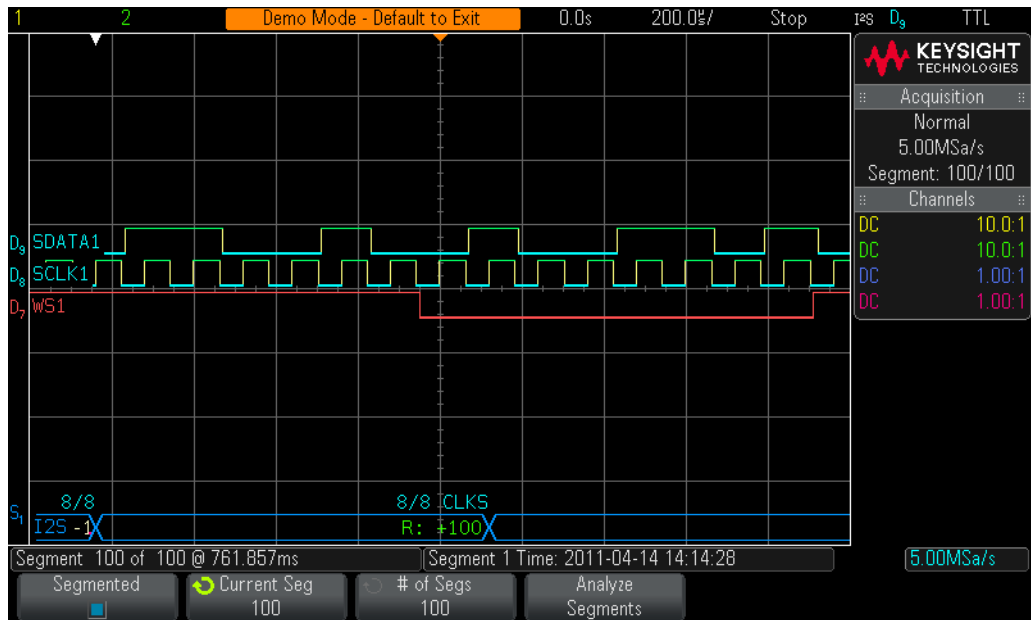 1 2 Demo Mode - Default to Exit 0.0s 200.0µs/ Stop I²S D₉ TTL
KEYSIGHT
TECHNOLOGIES
Acquisition
Normal
5.00MSa/s
Segment: 100/100
Channels
DC 10.0:1
DC 10.0:1
DC 1.00:1
DC 1.00:1
D₉ SDATA1
D₈ SCLK1
D₇ WS1
8/8 8/8 CLKS
S₁ I2S -1 R: +100
Segment 100 of 100 @ 761.857ms Segment 1 Time: 2011-04-14 14:14:28 5.00MSa/s
Segmented Current Seg # of Segs Analyze
100 100 Segments